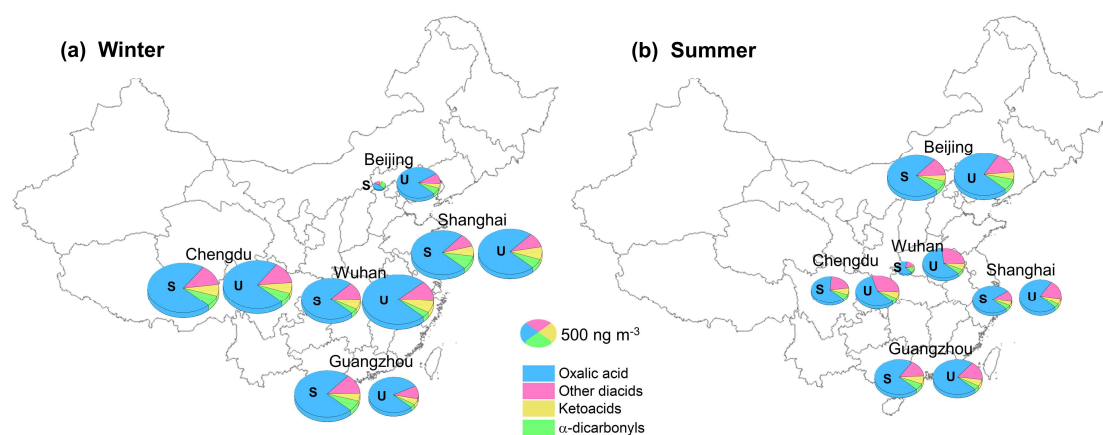 (a) Winter
Beijing
S
U
Shanghai
S
U
Chengdu
S
U
Wuhan
S
U
Guangzhou
S
U
500 ng m⁻³
Oxalic acid
Other diacids
Ketoacids
α-dicarbonyls
(b) Summer
Beijing
S
U
Wuhan
S
U
Chengdu
S
U
Shanghai
S
U
Guangzhou
S
U